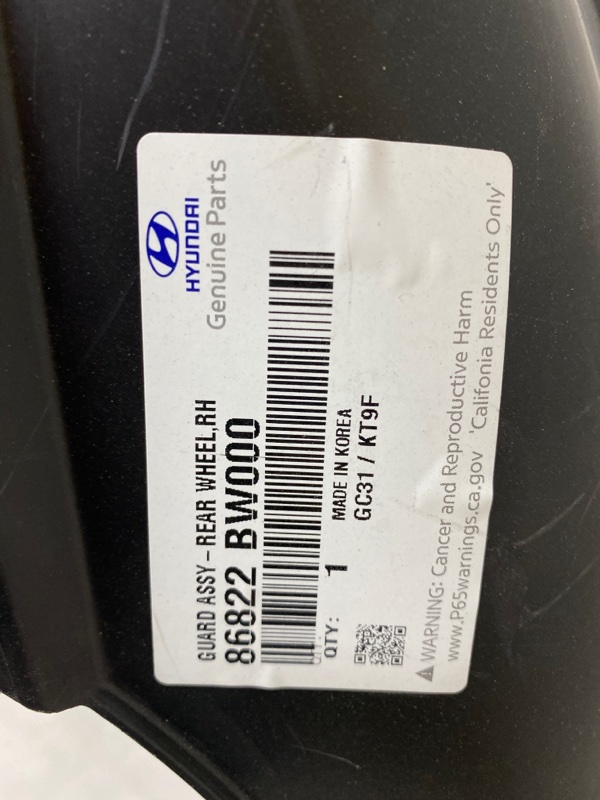 HYUNDAI
Genuine Parts
GUARD ASSY-REAR WHEEL,RH
86822 BW000
QTY: 1
MADE IN KOREA
GC31 / KT9F
WARNING: Cancer and Reproductive Harm
www.P65warnings.ca.gov 'Califonia Residents Only'